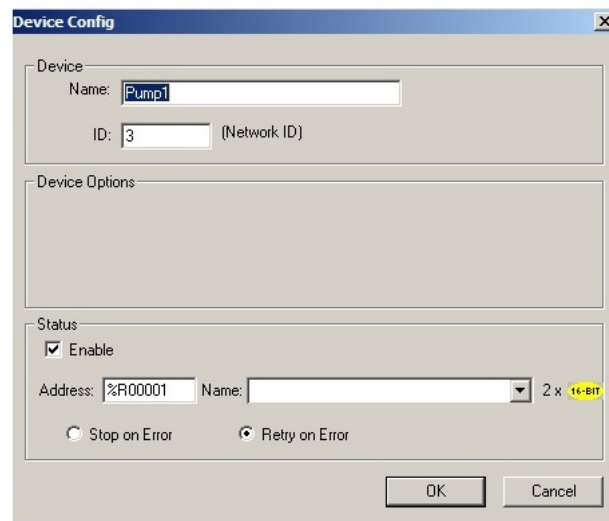 Device Config
Device
Name: Pump1
ID: 3 (Network ID)
Device Options
Status
Enable
Address: %R00001 Name: 2 x 16-BIT
Stop on Error Retry on Error
OK Cancel